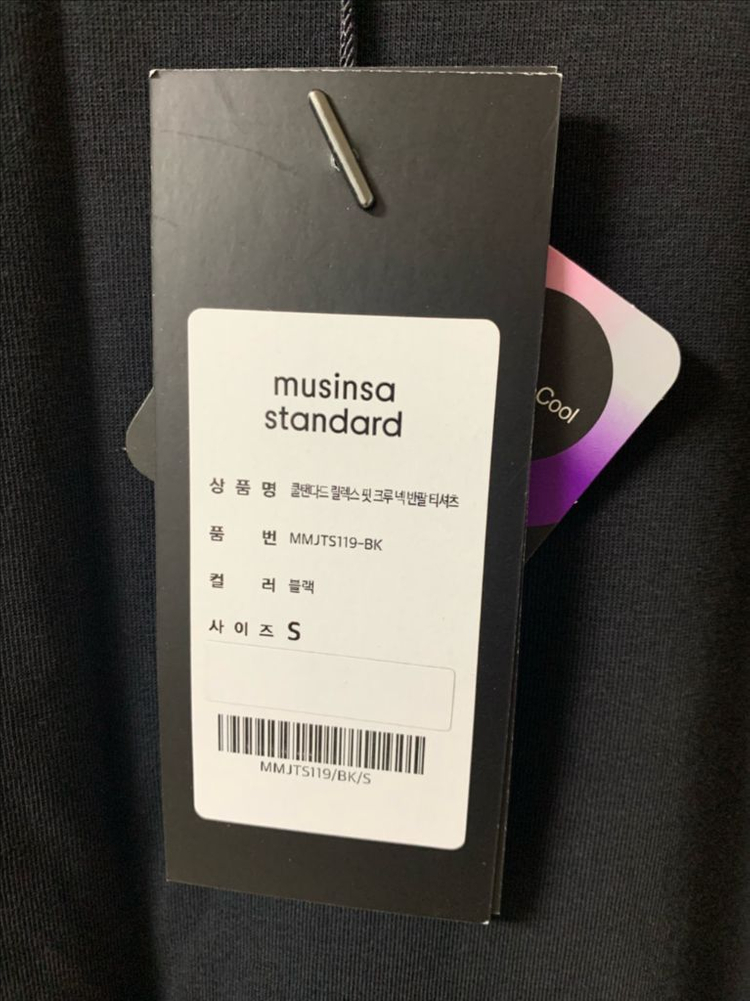 musinsa
standard
상품명 쿨탠다드 릴렉스 핏 크루 넥 반팔 티셔츠
품번 MMJTS119-BK
컬러 블랙
사이즈 S
MMJTS119/BK/S
Cool